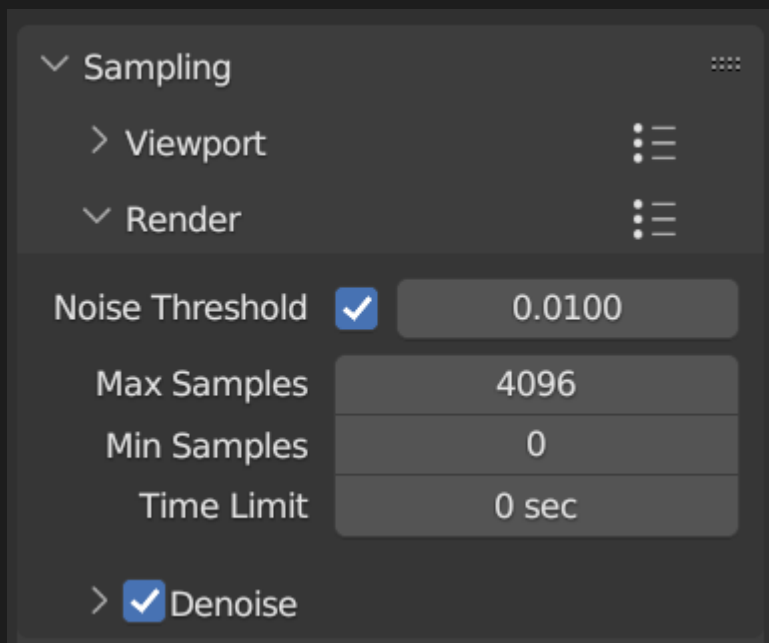 Sampling
Viewport
Render
Noise Threshold 0.0100
Max Samples 4096
Min Samples 0
Time Limit 0 sec
Denoise